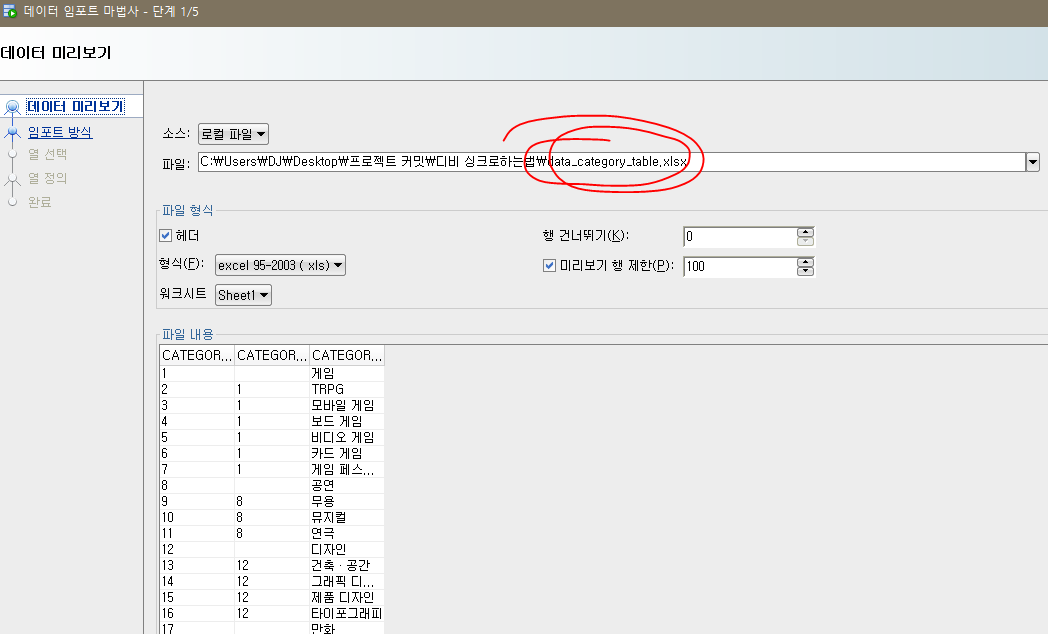 데이터 임포트 마법사 - 단계 1/5
데이터 미리보기
데이터 미리보기
임포트 방식
열 선택
열 정의
완료
소스: 로컬 파일
파일: C:₩Users₩DJ₩Desktop₩프로젝트 커밋₩디비 싱크로하는법₩data_category_table.xlsx
파일 형식
헤더 행 건너뛰기(K): 0
형식(F): excel 95-2003 ( xls) 미리보기 행 제한(P): 100
워크시트 Sheet1
파일 내용
CATEGOR... CATEGOR... CATEGOR...
1 게임
2 1 TRPG
3 1 모바일 게임
4 1 보드 게임
5 1 비디오 게임
6 1 카드 게임
7 1 게임 페스...
8 공연
9 8 무용
10 8 뮤지컬
11 8 연극
12 디자인
13 12 건축 · 공간
14 12 그래픽 디...
15 12 제품 디자인
16 12 타이포그래피
17 만화